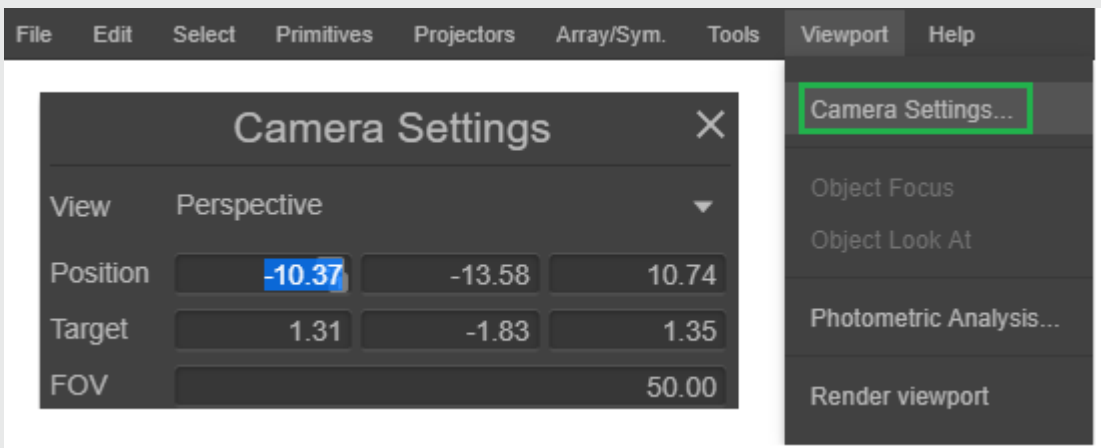 File Edit Select Primitives Projectors Array/Sym. Tools Viewport Help
Camera Settings
View Perspective
Position -10.37 -13.58 10.74
Target 1.31 -1.83 1.35
FOV 50.00
Camera Settings...
Object Focus
Object Look At
Photometric Analysis...
Render viewport